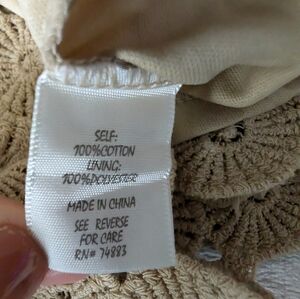 SELF:
100%COTTON
LINING:
100%POLYESTER
MADE IN CHINA
SEE REVERSE
FOR CARE
RN# 74883